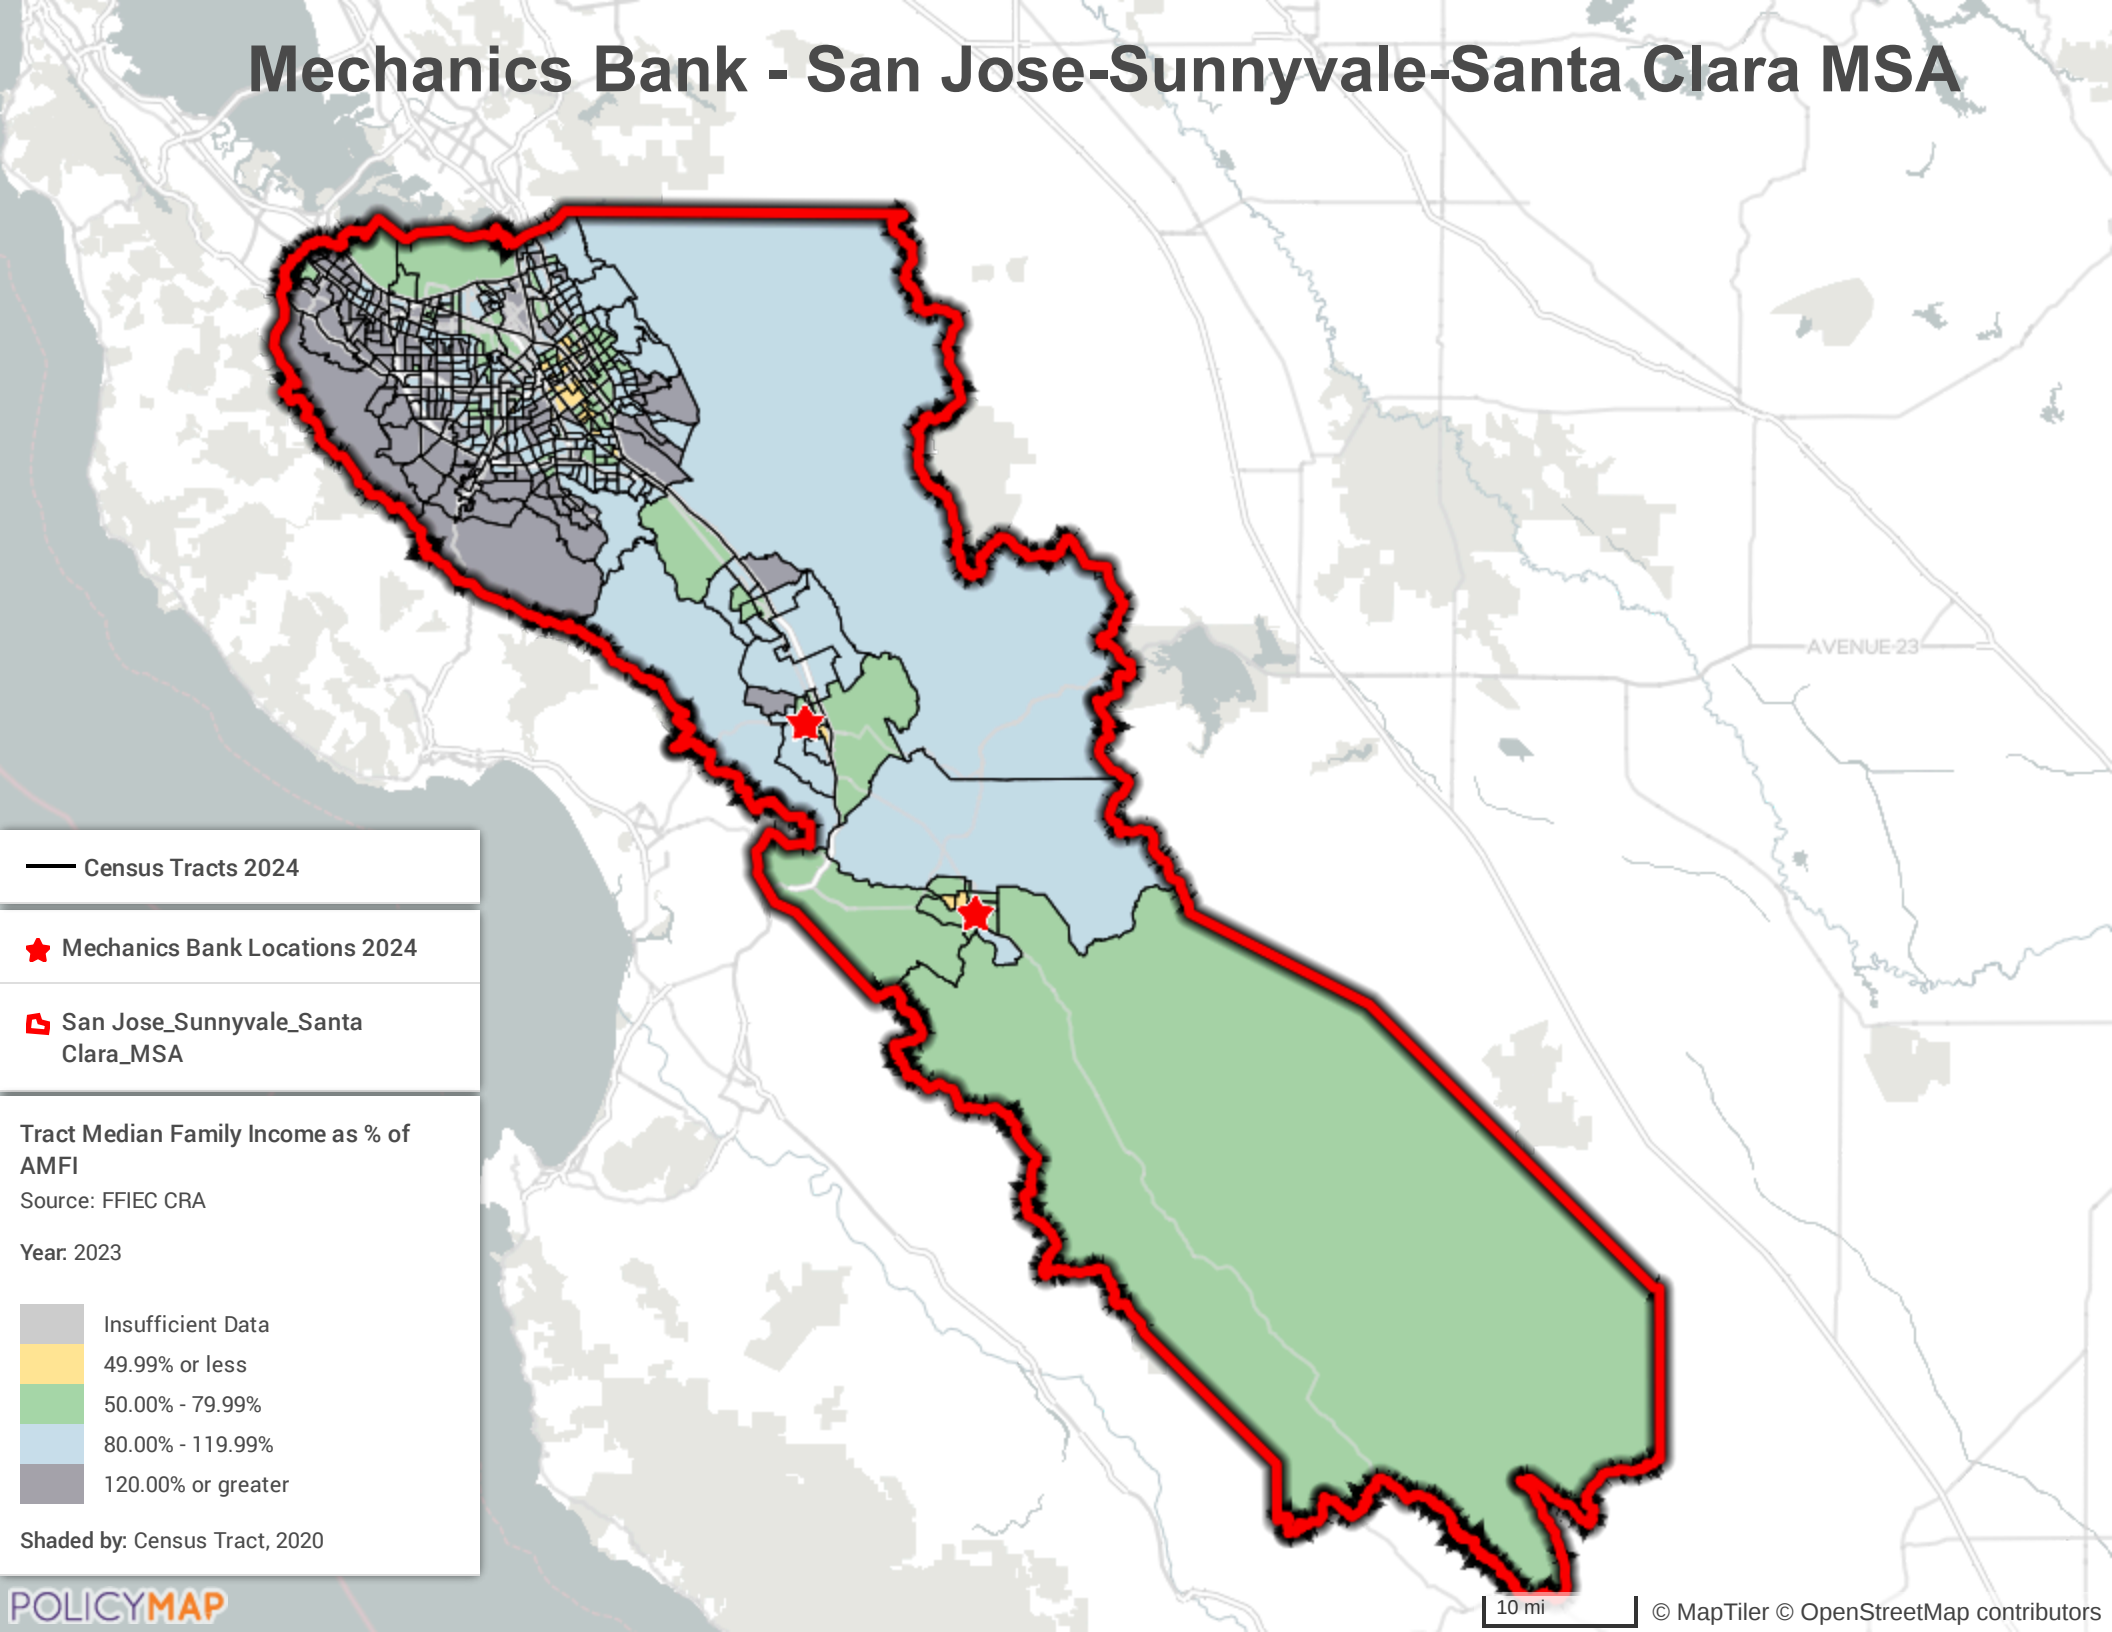 Mechanics Bank - San Jose-Sunnyvale-Santa Clara MSA
AVENUE 23
Census Tracts 2024
Mechanics Bank Locations 2024
San Jose_Sunnyvale_Santa
Clara_MSA
Tract Median Family Income as % of
AMFI
Source: FFIEC CRA
Year: 2023
Insufficient Data
49.99% or less
50.00% - 79.99%
80.00% - 119.99%
120.00% or greater
Shaded by: Census Tract, 2020
POLICYMAP
10 mi
© MapTiler © OpenStreetMap contributors